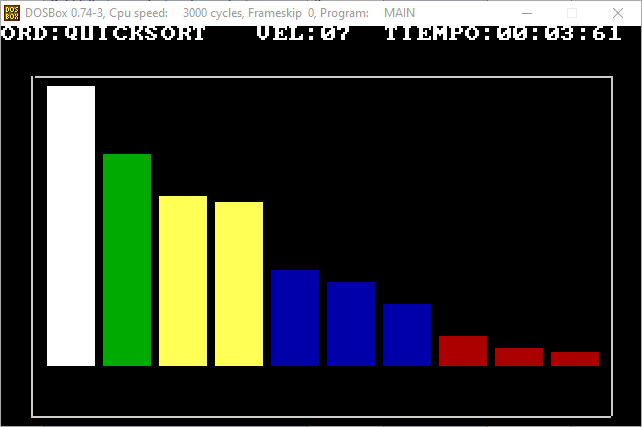 DOSBox 0.74-3, Cpu speed: 3000 cycles, Frameskip 0, Program: MAIN
ORD:QUICKSORT VEL:07 TIEMPO:00:03:61